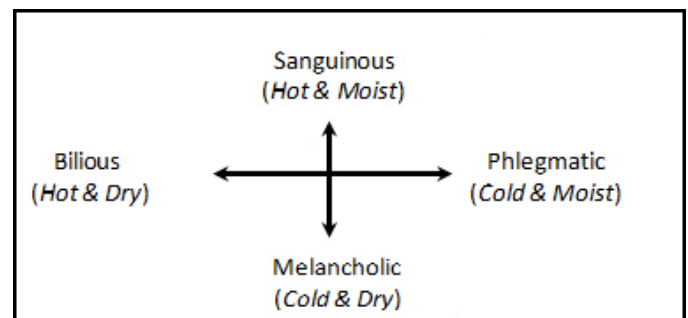 Sanguinous
(Hot & Moist)
Bilious
(Hot & Dry)
Phlegmatic
(Cold & Moist)
Melancholic
(Cold & Dry)